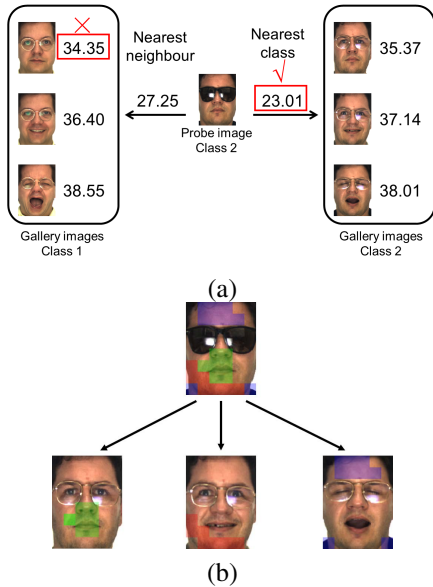 Nearest neighbour
Nearest class
× 34.35
36.40
38.55
27.25
√ 23.01
Probe image
Class 2
35.37
37.14
38.01
Gallery images
Class 1
Gallery images
Class 2
(a)
(b)